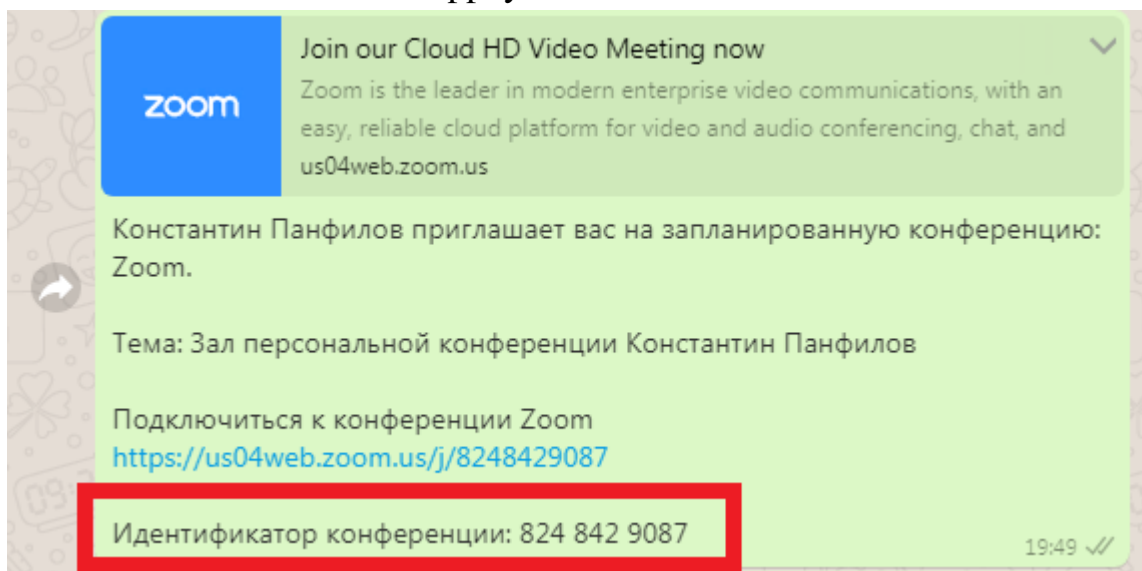 Join our Cloud HD Video Meeting now
zoom
Zoom is the leader in modern enterprise video communications, with an
easy, reliable cloud platform for video and audio conferencing, chat, and
us04web.zoom.us
Константин Панфилов приглашает вас на запланированную конференцию:
Zoom.
Тема: Зал персональной конференции Константин Панфилов
Подключиться к конференции Zoom
https://us04web.zoom.us/j/8248429087
Идентификатор конференции: 824 842 9087
19:49